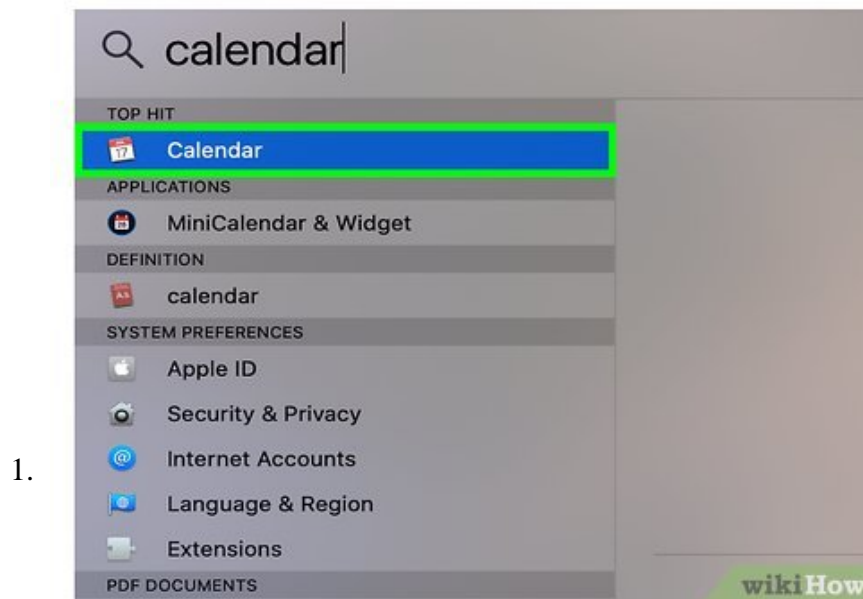 calendar
TOP HIT
17 Calendar
APPLICATIONS
MiniCalendar & Widget
DEFINITION
calendar
SYSTEM PREFERENCES
Apple ID
Security & Privacy
@ Internet Accounts
Language & Region
1.
Extensions
PDF DOCUMENTS
wikiHow